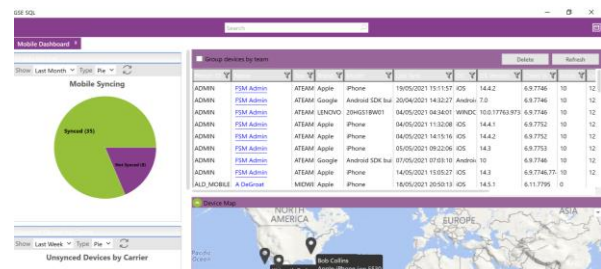 GSE SQL
Search
Mobile Dashboard
Show Last Month Type Pie
Mobile Syncing
Synced (35)
Not Synced (8)
Show Last Week Type Pie
Unsynced Devices by Carrier
Group devices by team
Delete Refresh
ADMIN FSM Admin ATEAM Apple iPhone 19/05/2021 15:11:57 iOS 14.4.2 6.9.7746 10 12
ADMIN FSM Admin ATEAM Google Android SDK bui 20/04/2021 14:32:27 Androi 7.0 6.9.7746 10 12
ADMIN FSM Admin ATEAM LENOVO 20HGS18W01 04/05/2021 04:34:01 WINDC 10.0.17763.973 6.9.7746 10 12
ADMIN FSM Admin ATEAM Apple iPhone 04/05/2021 11:32:08 iOS 14.4.1 6.9.7752 10 12
ADMIN FSM Admin ATEAM Apple iPhone 04/05/2021 14:15:16 iOS 14.4.2 6.9.7752 10 12
ADMIN FSM Admin ATEAM Apple iPhone 05/05/2021 09:22:06 iOS 14.3 6.9.7753 10 12
ADMIN FSM Admin ATEAM Google Android SDK bui 07/05/2021 07:03:10 Androi 10 6.9.7746 10 12
ADMIN FSM Admin ATEAM Apple iPhone 14/05/2021 15:05:27 iOS 14.3 6.9.7746.77 10 12
ALD_MOBILE A DeGroat MIDWE Apple iPhone 18/05/2021 20:50:13 iOS 14.5.1 6.11.7795 0
Device Map
NORTH
AMERICA
EUROPE
ASIA
Pacific
Ocean
Bob Collins